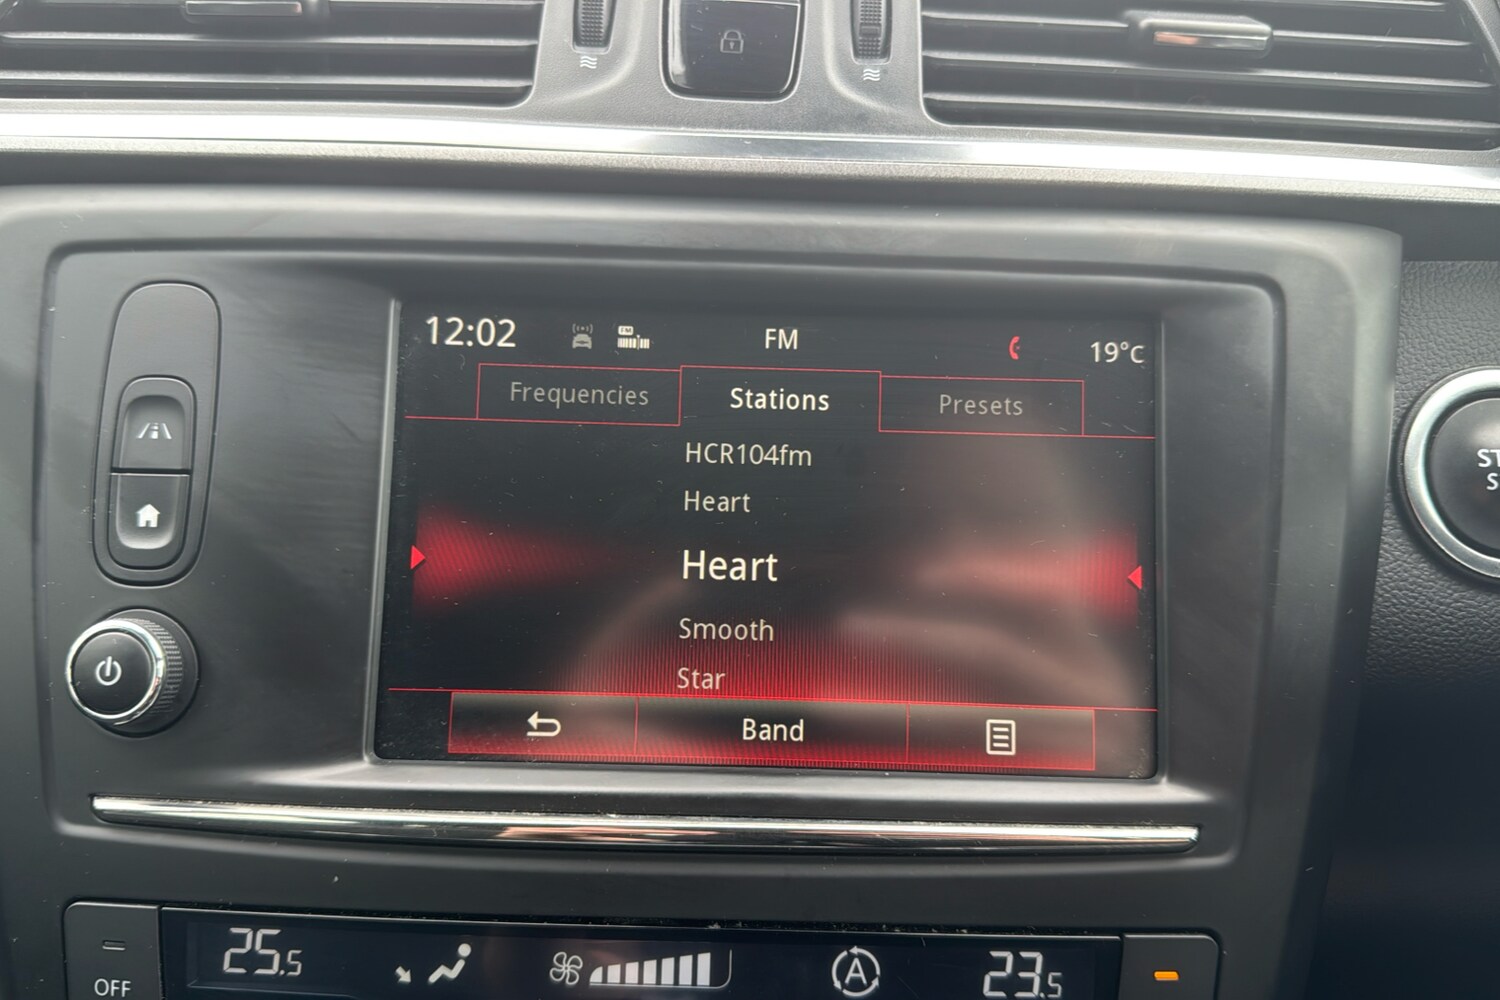 12:02 FM 19°C
Frequencies Stations Presets
HCR104fm
Heart
Heart
Smooth
Star
Band
25.5 A 23.5
OFF